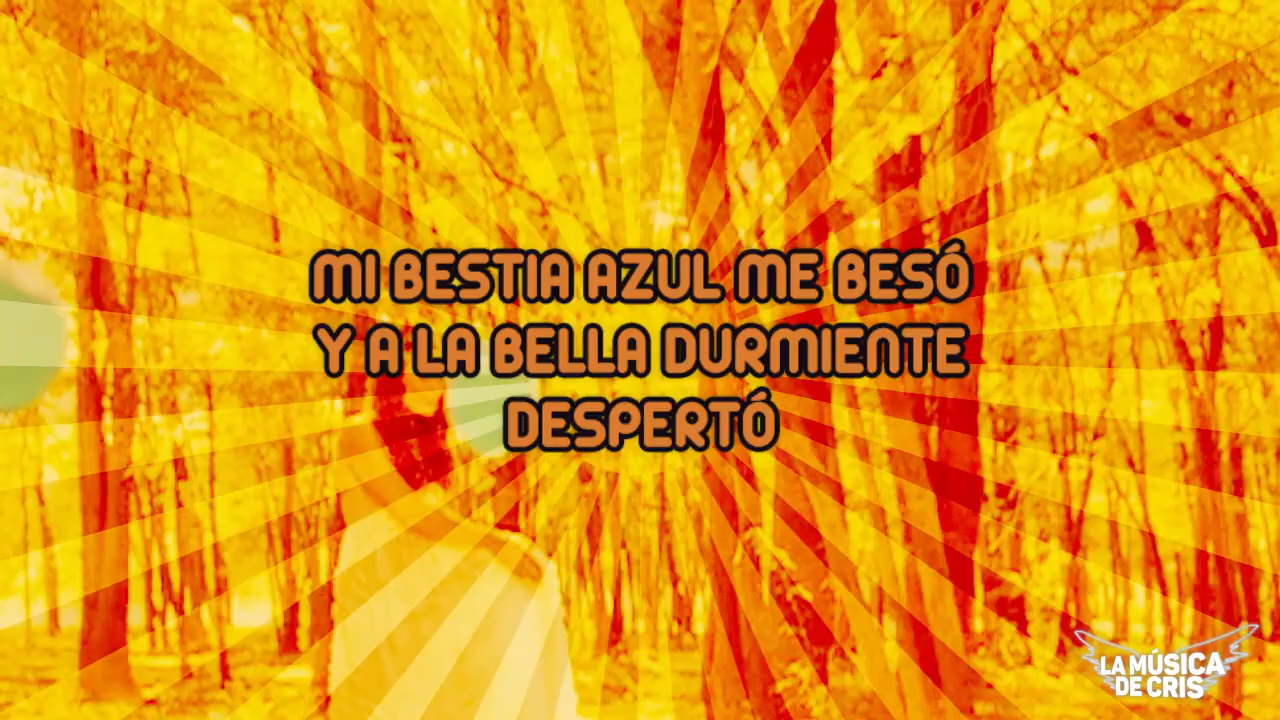 MI BESTIA AZUL ME BESÓ
Y A LA BELLA DURMIENTE
DESPERTÓ
LA MÚSICA
DE CRIS